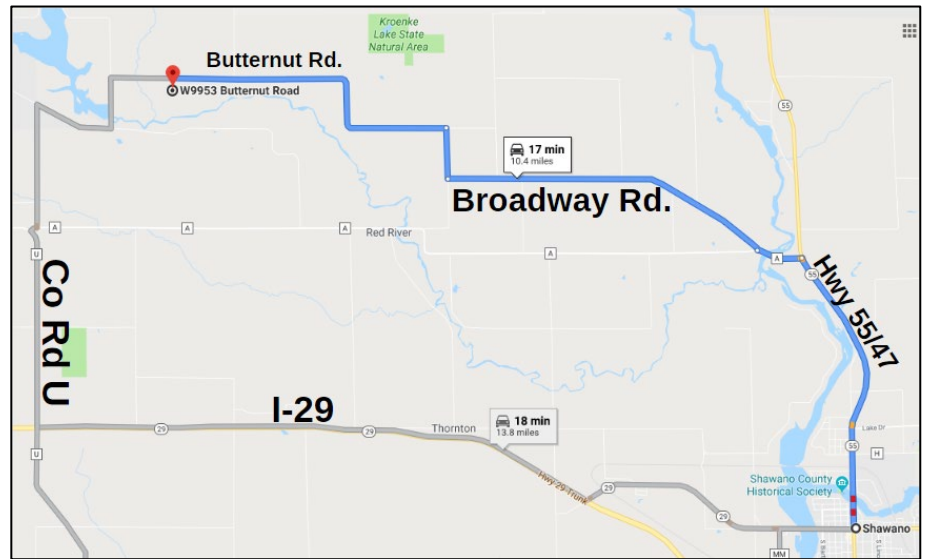 Kroenke
Lake State
Natural Area
Butternut Rd.
W9953 Butternut Road
55
17 min
10.4 miles
Broadway Rd.
A
A
A
Red River
A
A
U
55
Hwy 55/47
Co Rd U
I-29
18 min
13.8 miles
Thornton
29
29
Lake Dr
55
H
U
Hwy 29 Trunk
29
Shawano County
Historical Society
29
Shawano
MM